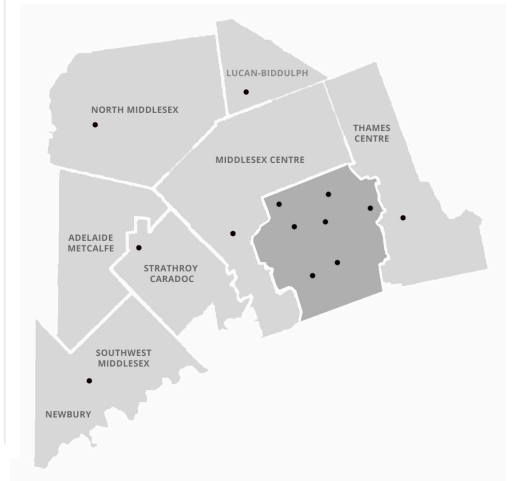 LUCAN-BIDDULPH
NORTH MIDDLESEX
THAMES
CENTRE
MIDDLESEX CENTRE
ADELAIDE
METCALFE
STRATHROY
CARADOC
SOUTHWEST
MIDDLESEX
NEWBURY